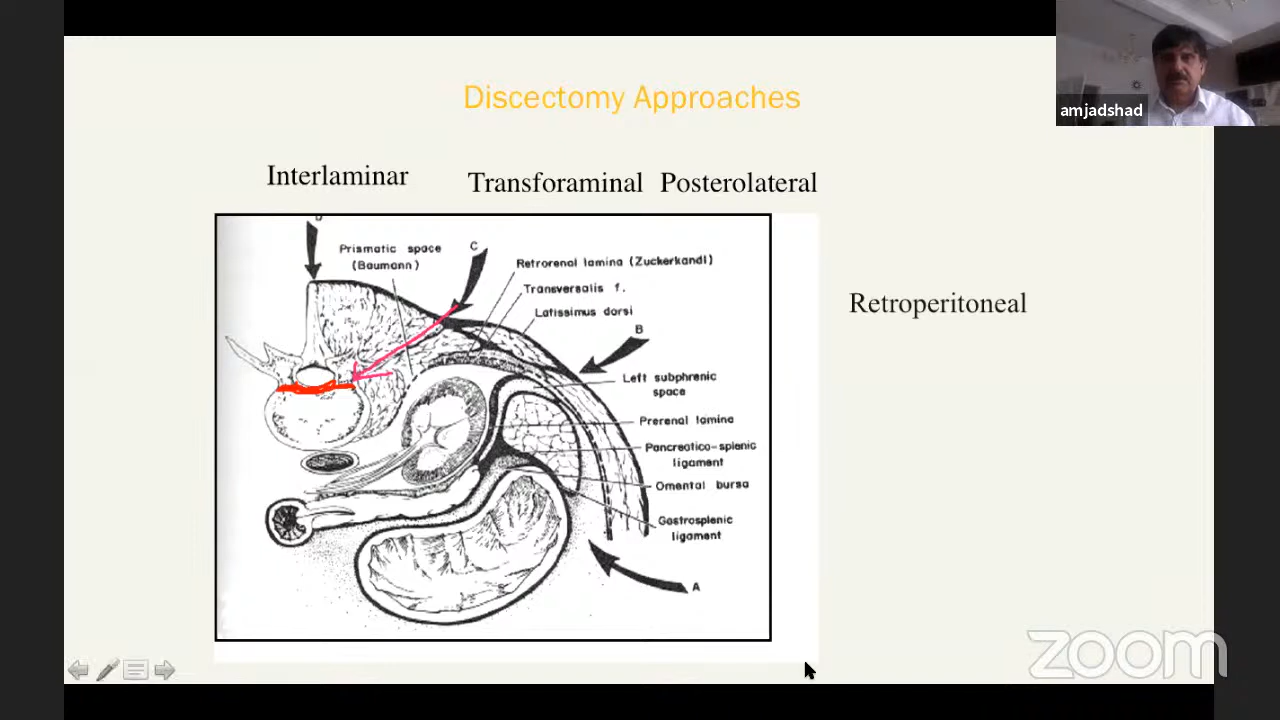 Discectomy Approaches
amjadshad
Interlaminar
Transforaminal Posterolateral
Prismatic space
(Baumann)
C
Retrorenal lamina (Zuckerkandl)
Transversalis f.
Latissimus dorsi
B
Retroperitoneal
Left subphrenic
space
Prerenal lamina
Pancreatico-splenic
ligament
Omental bursa
Gastrosplenic
ligament
A
zoom